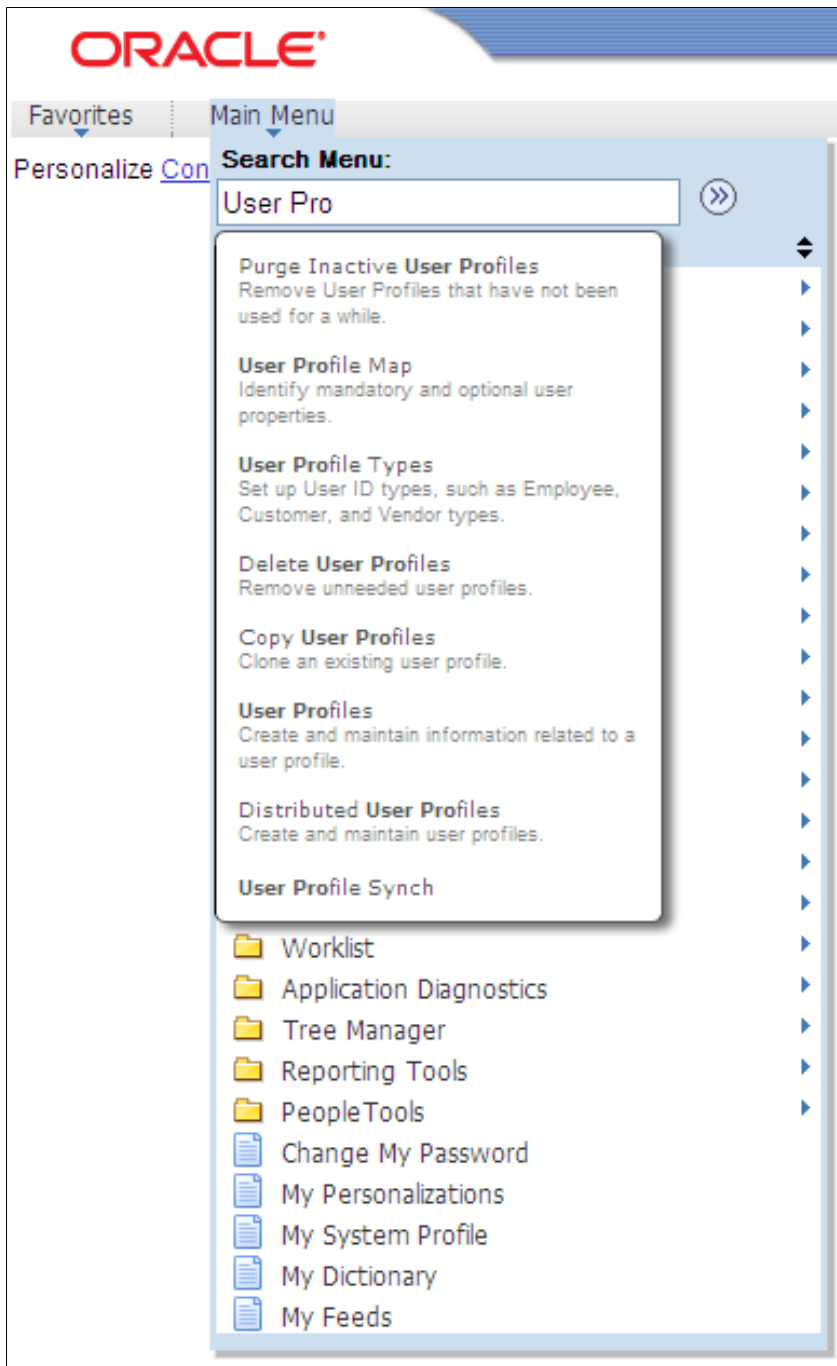 ORACLE
Favorites
Main Menu
Personalize Con
Search Menu:
User Pro
Purge Inactive User Profiles
Remove User Profiles that have not been
used for a while.
User Profile Map
Identify mandatory and optional user
properties.
User Profile Types
Set up User ID types, such as Employee,
Customer, and Vendor types.
Delete User Profiles
Remove unneeded user profiles.
Copy User Profiles
Clone an existing user profile.
User Profiles
Create and maintain information related to a
user profile.
Distributed User Profiles
Create and maintain user profiles.
User Profile Synch
Worklist
Application Diagnostics
Tree Manager
Reporting Tools
PeopleTools
Change My Password
My Personalizations
My System Profile
My Dictionary
My Feeds